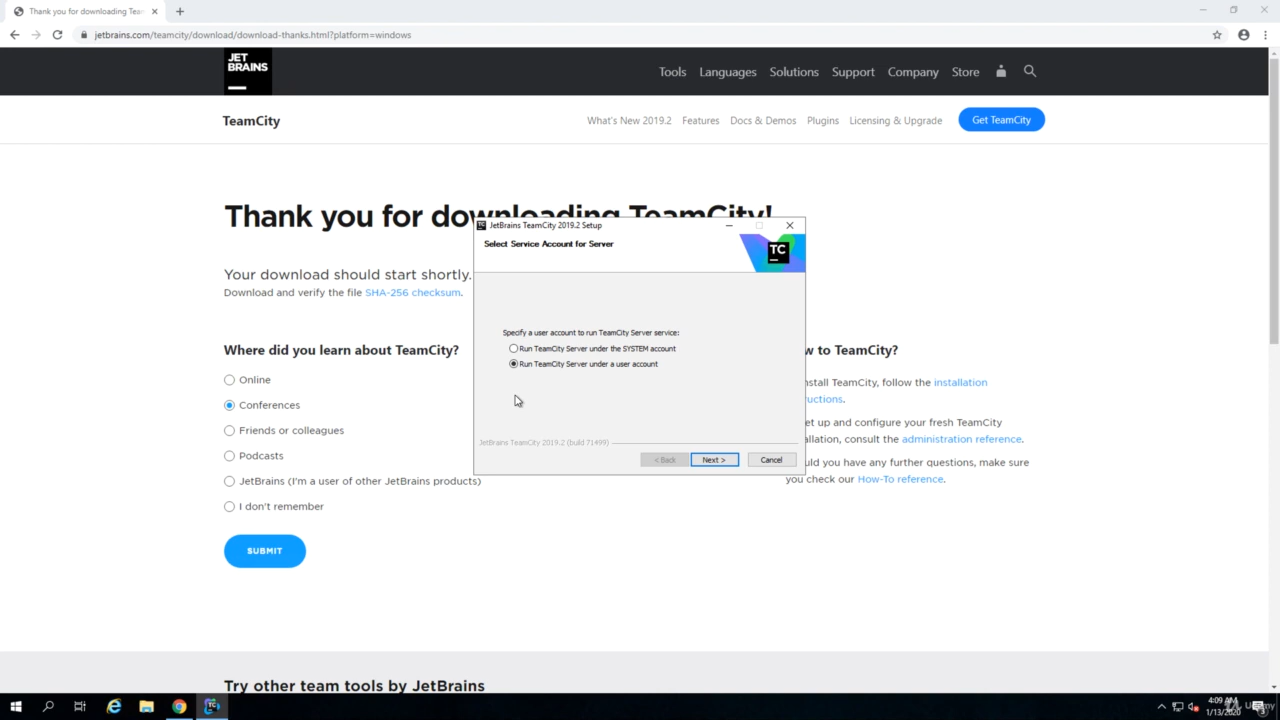 Thank you for downloading Team
jetbrains.com/teamcity/download/download-thanks.html?platform=windows
JET
BRAINS
Tools
Languages
Solutions
Support
Company
Store
TeamCity
What's New 2019.2
Features
Docs & Demos
Plugins
Licensing & Upgrade
Get TeamCity
Thank you for downloading TeamCity!
JetBrains TeamCity 2019.2 Setup
Select Service Account for Server
TC
Your download should start shortly.
Download and verify the file SHA-256 checksum.
Specify a user account to run TeamCity Server service:
Run TeamCity Server under the SYSTEM account
Run TeamCity Server under a user account
JetBrains TeamCity 2019.2 (build 71499)
< Back
Next >
Cancel
Where did you learn about TeamCity?
Online
Conferences
Friends or colleagues
Podcasts
JetBrains (I'm a user of other JetBrains products)
I don't remember
SUBMIT
w to TeamCity?
nstall TeamCity, follow the installation
uctions.
et up and configure your fresh TeamCity
allation, consult the administration reference.
uld you have any further questions, make sure
you check our How-To reference.
Try other team tools by JetBrains
TC
4:09 AM
1/13/2020
Udemy